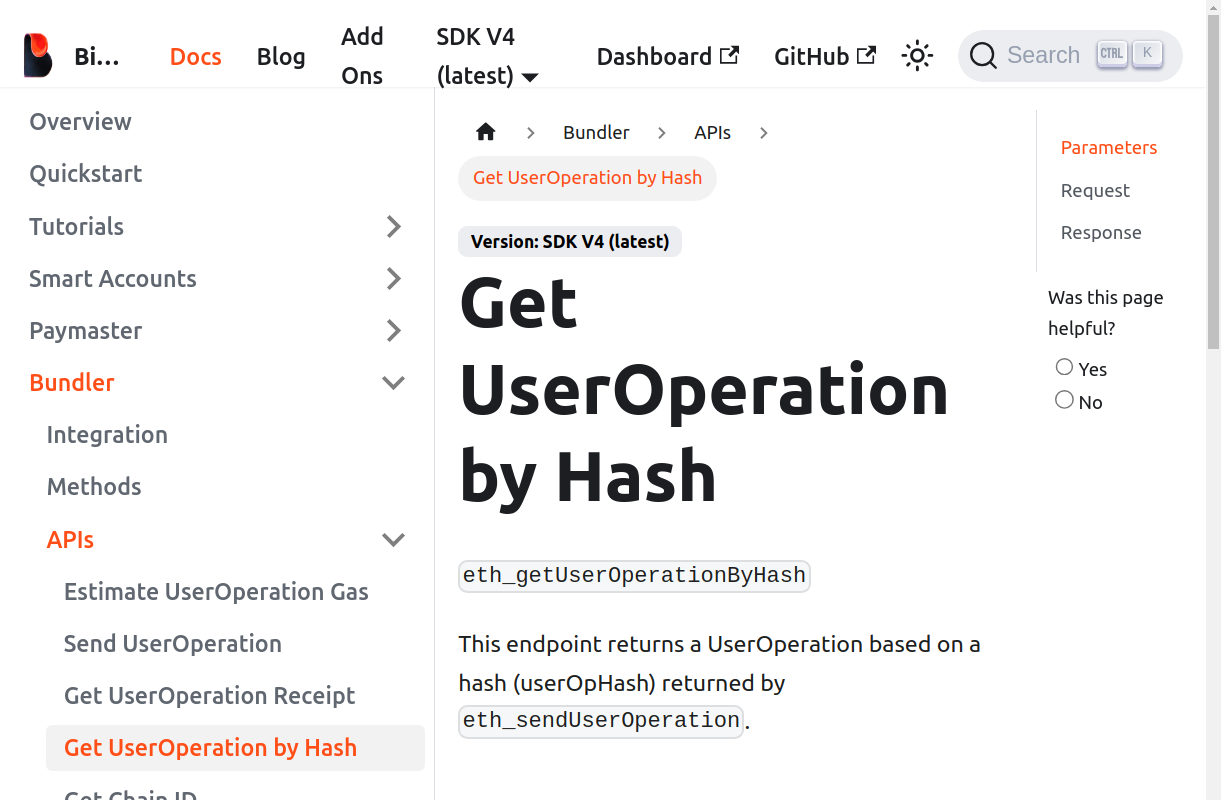 Bi...
Docs
Blog
Add
Ons
SDK V4
(latest)
Dashboard
GitHub
Search
CTRL
K
Overview
Quickstart
Tutorials
Smart Accounts
Paymaster
Bundler
Integration
Methods
APIs
Estimate UserOperation Gas
Send UserOperation
Get UserOperation Receipt
Get UserOperation by Hash
Get Chain ID
Bundler
APIs
Get UserOperation by Hash
Version: SDK V4 (latest)
Get
UserOperation
by Hash
eth_getUserOperationByHash
This endpoint returns a UserOperation based on a
hash (userOpHash) returned by
eth_sendUserOperation.
Parameters
Request
Response
Was this page
helpful?
Yes
No